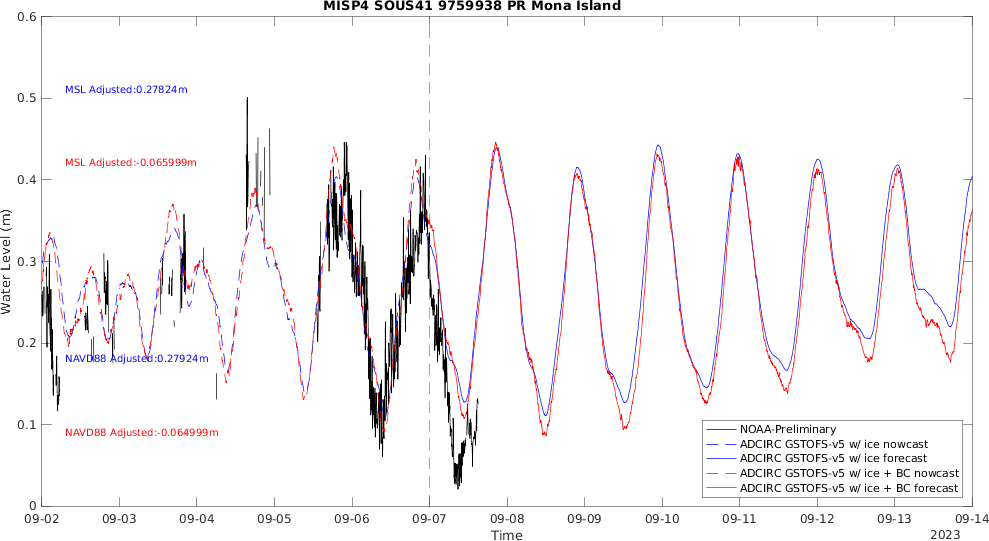 MISP4 SOUS41 9759938 PR Mona Island
0.6
0.5
0.4
0.3
0.2
0.1
0
Water Level (m)
MSL Adjusted:0.27824m
MSL Adjusted:-0.065999m
NAVD88 Adjusted:0.27924m
NAVD88 Adjusted:-0.064999m
NOAA-Preliminary
ADCIRC GSTOFS-v5 w/ ice nowcast
ADCIRC GSTOFS-v5 w/ ice forecast
ADCIRC GSTOFS-v5 w/ ice + BC nowcast
ADCIRC GSTOFS-v5 w/ ice + BC forecast
09-02 09-03 09-04 09-05 09-06 09-07 09-08 09-09 09-10 09-11 09-12 09-13 09-14
Time
2023